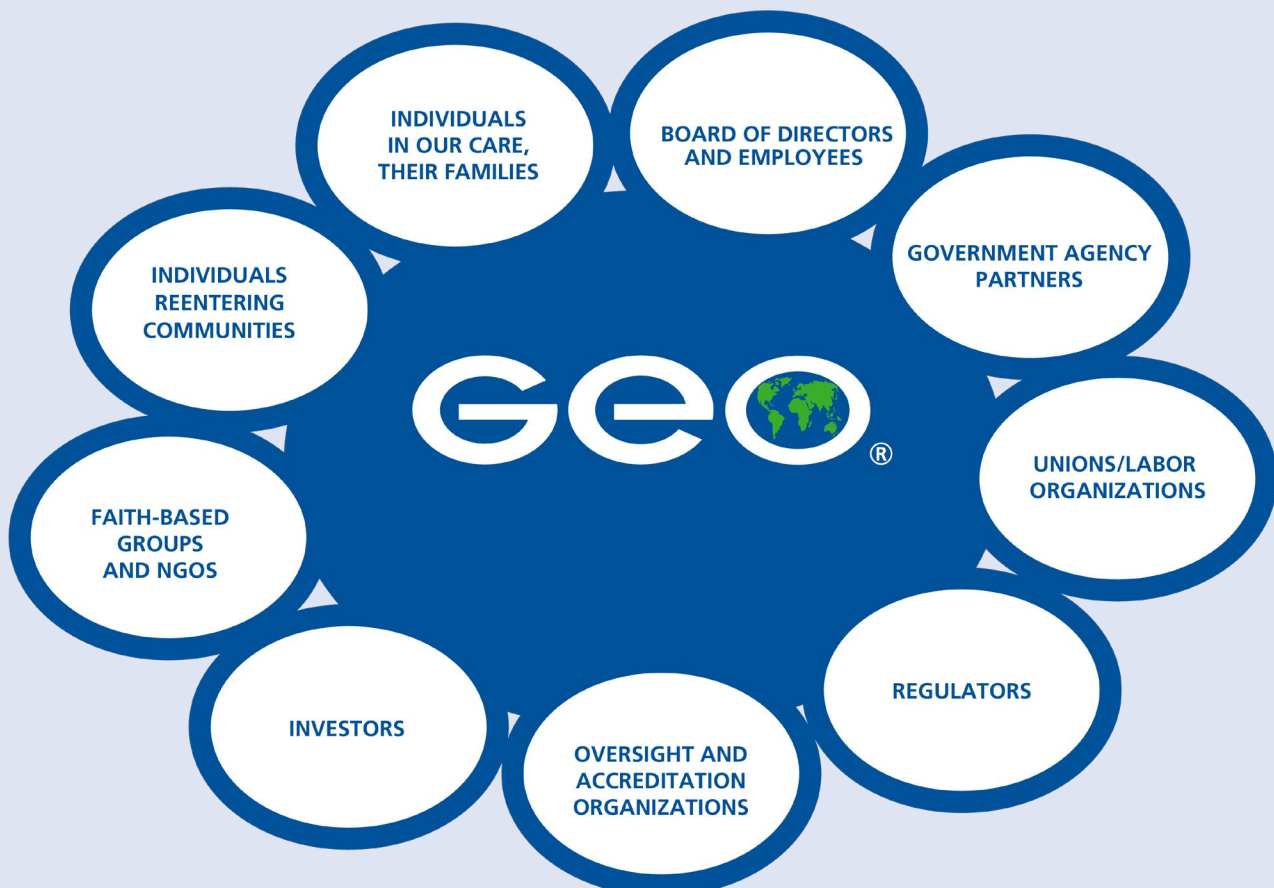 INDIVIDUALS
IN OUR CARE,
THEIR FAMILIES
BOARD OF DIRECTORS
AND EMPLOYEES
GOVERNMENT AGENCY
PARTNERS
INDIVIDUALS
REENTERING
COMMUNITIES
GEO®
UNIONS/LABOR
ORGANIZATIONS
FAITH-BASED
GROUPS
AND NGOS
REGULATORS
INVESTORS
OVERSIGHT AND
ACCREDITATION
ORGANIZATIONS